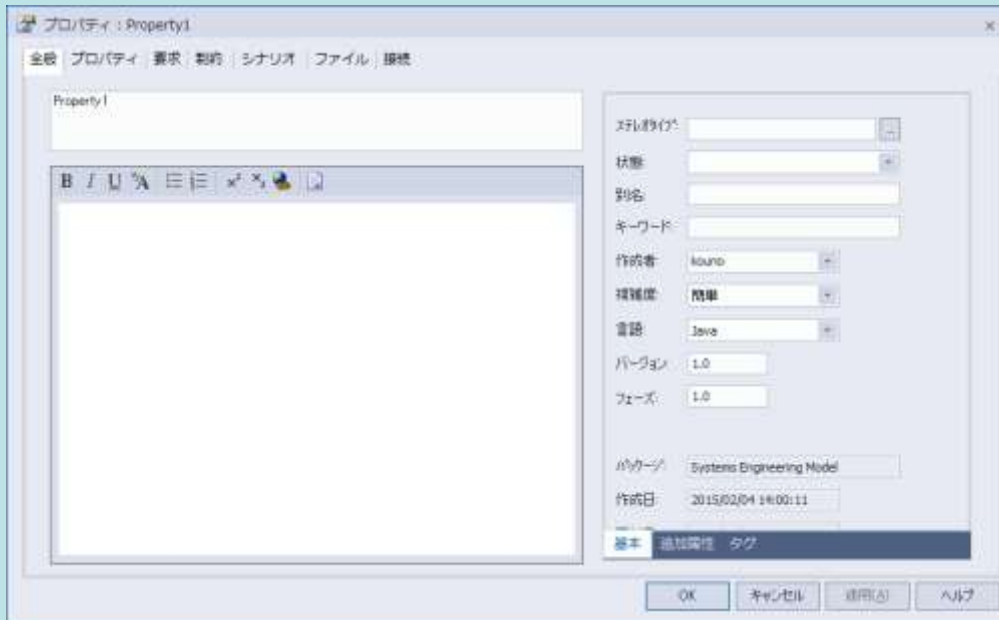 プロパティ : Property1
全般 プロパティ 要求 制約 シナリオ ファイル 接続
Property1
B I U A
ステレオタイプ:
状態:
別名:
キーワード:
作成者: kouno
複雑度: 簡単
言語: Java
バージョン: 1.0
フェーズ: 1.0
パッケージ: Systems Engineering Model
作成日: 2015/02/04 14:00:11
基本 追加属性 タグ
OK キャンセル 適用(A) ヘルプ